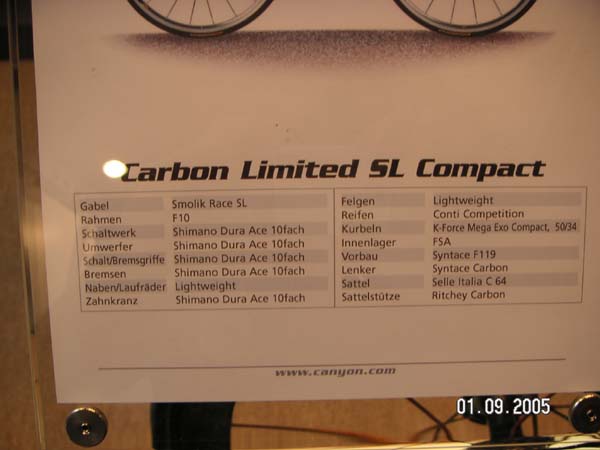 Carbon Limited SL Compact
Gabel Smolik Race SL
Rahmen F10
Schaltwerk Shimano Dura Ace 10fach
Umwerfer Shimano Dura Ace 10fach
Schalt/Bremsgriffe Shimano Dura Ace 10fach
Bremsen Shimano Dura Ace 10fach
Naben/Laufräder Lightweight
Zahnkranz Shimano Dura Ace 10fach
Felgen Lightweight
Reifen Conti Competition
Kurbeln K-Force Mega Exo Compact, 50/34
Innenlager FSA
Vorbau Syntace F119
Lenker Syntace Carbon
Sattel Selle Italia C 64
Sattelstütze Ritchey Carbon
www.canyon.com
01.09.2005